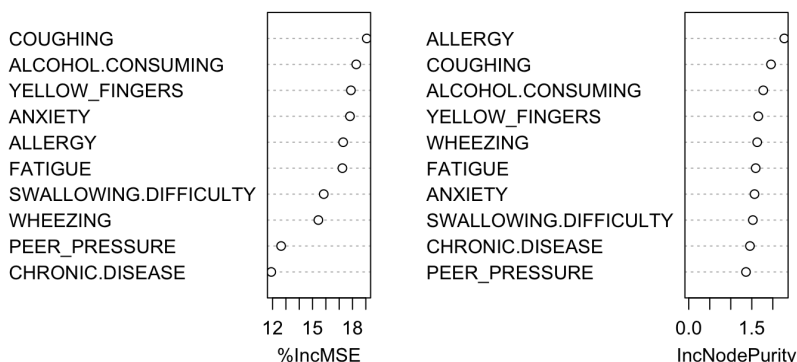 COUGHING
ALCOHOL.CONSUMING
YELLOW_FINGERS
ANXIETY
ALLERGY
FATIGUE
SWALLOWING.DIFFICULTY
WHEEZING
PEER_PRESSURE
CHRONIC.DISEASE
12 15 18
%IncMSE
ALLERGY
COUGHING
ALCOHOL.CONSUMING
YELLOW_FINGERS
WHEEZING
FATIGUE
ANXIETY
SWALLOWING.DIFFICULTY
CHRONIC.DISEASE
PEER_PRESSURE
0.0 1.5
IncNodePurity